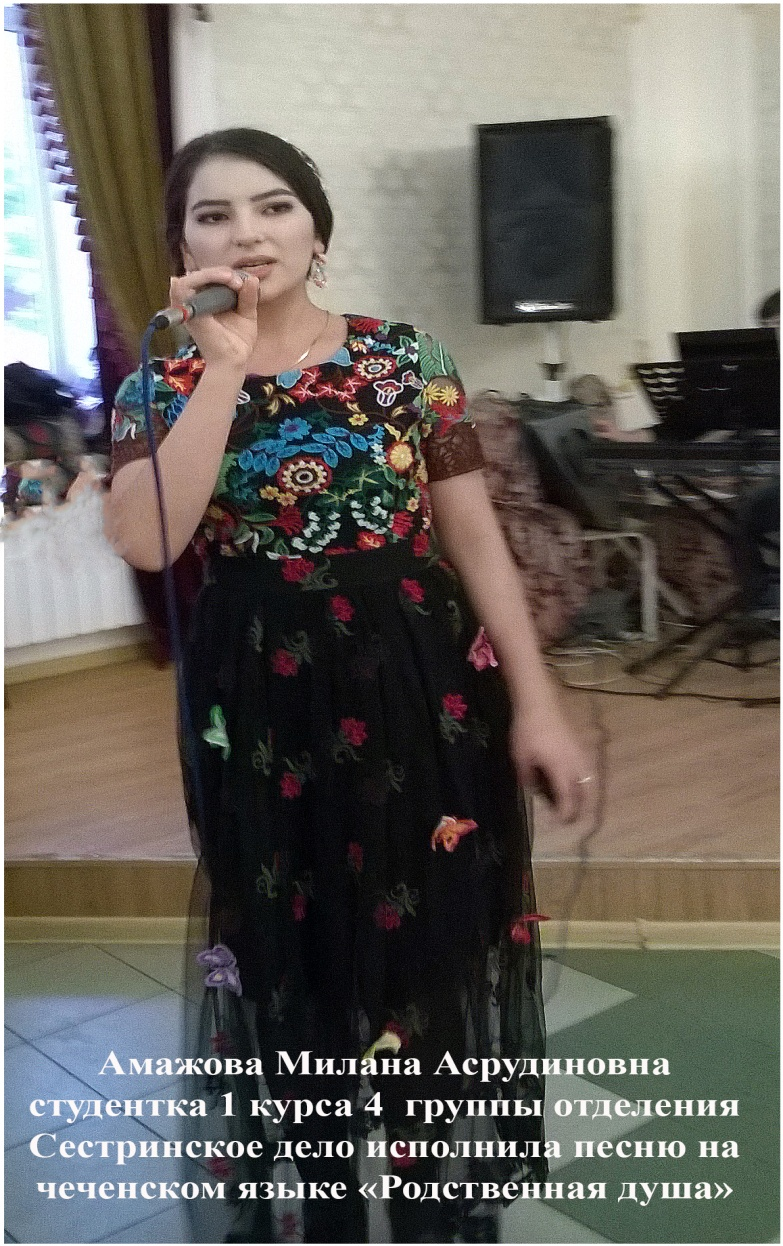 Амажова Милана Асрудиновна
студентка 1 курса 4 группы отделения
Сестринское дело исполнила песню на
чеченском языке «Родственная душа»